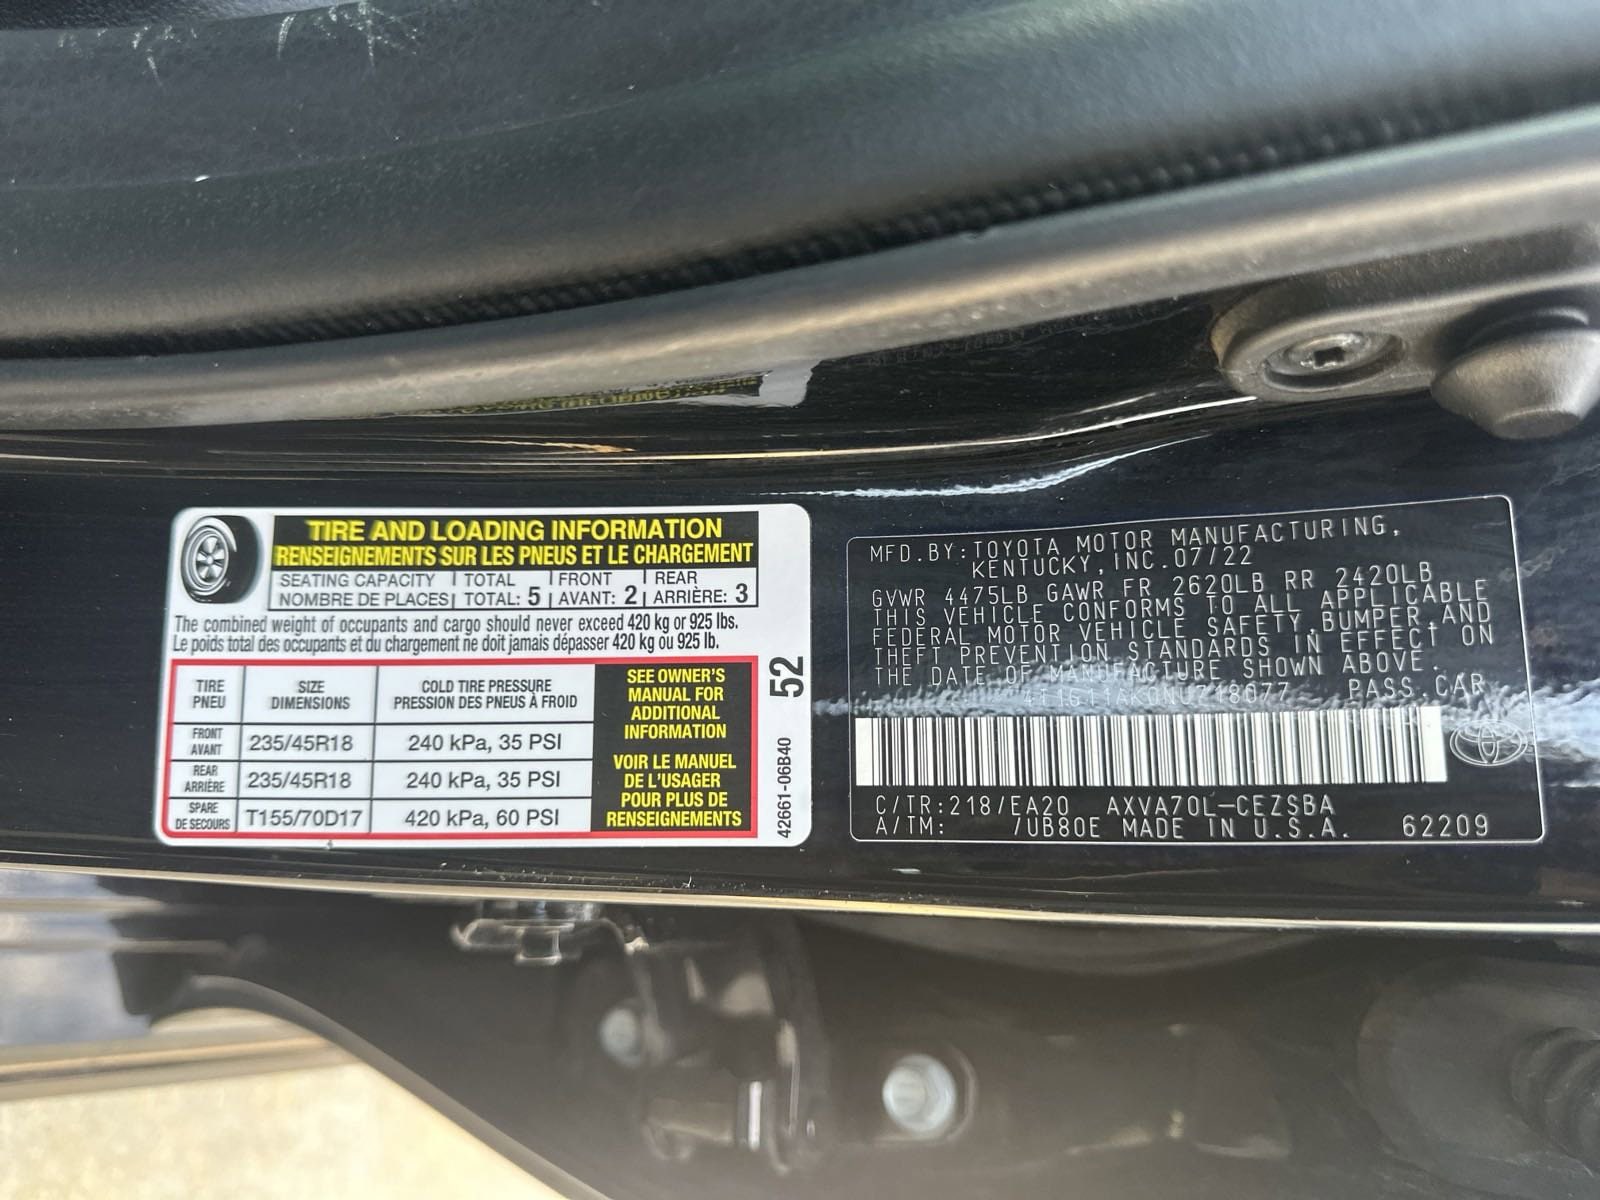 TIRE AND LOADING INFORMATION
RENSEIGNEMENTS SUR LES PNEUS ET LE CHARGEMENT
SEATING CAPACITY | TOTAL | FRONT | REAR
NOMBRE DE PLACES | TOTAL: 5 | AVANT: 2 | ARRIÈRE: 3
The combined weight of occupants and cargo should never exceed 420 kg or 925 lbs.
Le poids total des occupants et du chargement ne doit jamais dépasser 420 kg ou 925 lb.
TIRE SIZE COLD TIRE PRESSURE
PNEU DIMENSIONS PRESSION DES PNEUS À FROID
FRONT
AVANT 235/45R18 240 kPa, 35 PSI
REAR
ARRIÈRE 235/45R18 240 kPa, 35 PSI
SPARE
DE SECOURS T155/70D17 420 kPa, 60 PSI
SEE OWNER'S
MANUAL FOR
ADDITIONAL
INFORMATION
VOIR LE MANUEL
DE L'USAGER
POUR PLUS DE
RENSEIGNEMENTS
52
42661-06B40
MFD.BY:TOYOTA MOTOR MANUFACTURING,
KENTUCKY,INC.07/22
GVWR 4475LB GAWR FR 2620LB RR 2420LB
THIS VEHICLE CONFORMS TO ALL APPLICABLE
FEDERAL MOTOR VEHICLE SAFETY,BUMPER,AND
THEFT PREVENTION STANDARDS IN EFFECT ON
THE DATE OF MANUFACTURE SHOWN ABOVE.
PASS.CAR
C/TR:218/EA20 AXVA70L-CEZSBA
A/TM: /UB80E MADE IN U.S.A. 62209